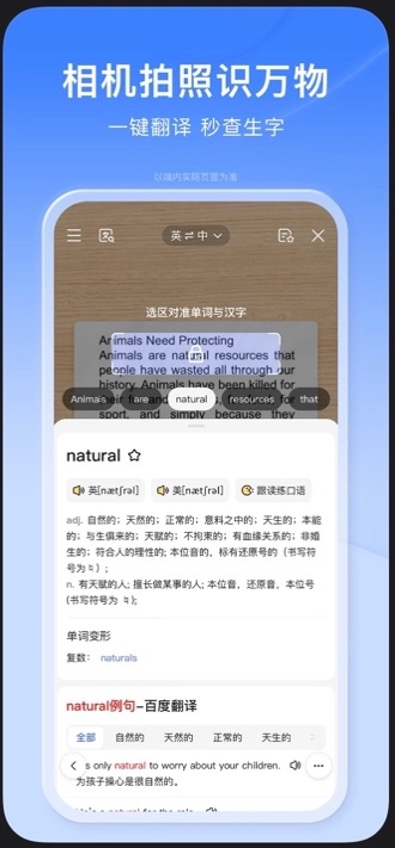 相机拍照识万物
一键翻译 秒查生字
以端内实际页面为准
英⇌中
选区对准单词与汉字
Animals Need Protecting
Animals are natural resources that
people have wasted all through our
history. Animals have been killed for
their fur and
for
Animals are natural resources that
sport, and simply because they
natural ☆
英[nætʃrəl] 美[nætʃrəl] 跟读练口语
adj. 自然的；天然的；正常的；意料之中的；天生的；本能
的；与生俱来的；天赋的；不拘束的；有血缘关系的；非婚
生的；符合人的理性的; 本位音的，标有还原号的（书写符
号为♮）;
n. 有天赋的人; 擅长做某事的人; 本位音，还原音，本位号
(书写符号为 ♮);
单词变形
复数： naturals
natural例句-百度翻译
全部 自然的 天然的 正常的 天生的
s only natural to worry about your children.
为孩子操心是很自然的。
He's a natural for the role.